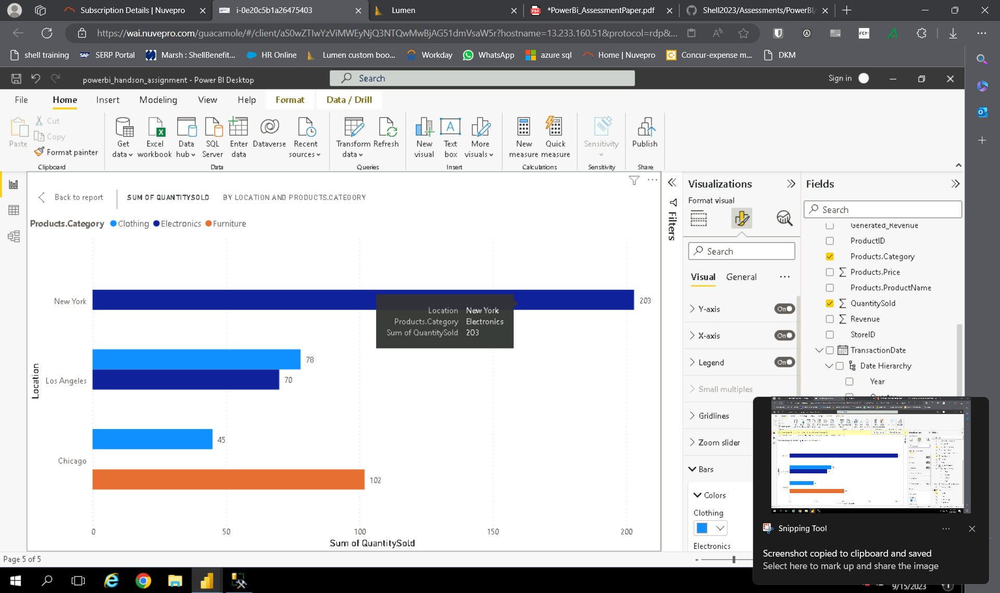 Subscription Details | Nuvepro
i-0e20c5b1a26475403
Lumen
*PowerBi_AssessmentPaper.pdf
Shell2023/Assessments/PowerBI/
https://wai.nuvepro.com/guacamole/#/client/aS0wZTIwYzViMWEyNjQ3NTQwMwBjAG51dmVsaW5r?hostname=13.233.160.51&protocol=rdp&...
shell training
SERP Portal
Marsh : ShellBenefit...
HR Online
Lumen custom boo...
Workday
WhatsApp
azure sql
Home | Nuvepro
Concur-expense m...
DKM
powerbi_handson_assignment - Power BI Desktop
Search
Sign in
File Home Insert Modeling View Help Format Data / Drill
Paste
Cut
Copy
Format painter
Clipboard
Get data
Excel workbook
Data hub
SQL Server
Enter data
Dataverse
Recent sources
Data
Transform data
Refresh
Queries
New visual
Text box
More visuals
Insert
New measure
Quick measure
Calculations
Sensitivity
Sensitivity
Publish
Share
Back to report
SUM OF QUANTITYSOLD BY LOCATION AND PRODUCTS.CATEGORY
Products.Category Clothing Electronics Furniture
New York
203
Location New York
Products.Category Electronics
Sum of QuantitySold 203
78
Los Angeles
70
45
Chicago
102
Location
0 50 100 150 200
Sum of QuantitySold
Page 5 of 5
Filters
Visualizations
Format visual
Search
Visual General
Y-axis On
X-axis On
Legend On
Small multiples
Gridlines
Zoom slider
Bars
Colors
Clothing
Electronics
Fields
Search
Generated_Revenue
ProductID
Products.Category
Products.Price
Products.ProductName
QuantitySold
Revenue
StoreID
TransactionDate
Date Hierarchy
Year
Snipping Tool
Screenshot copied to clipboard and saved
Select here to mark up and share the image
9/15/2023